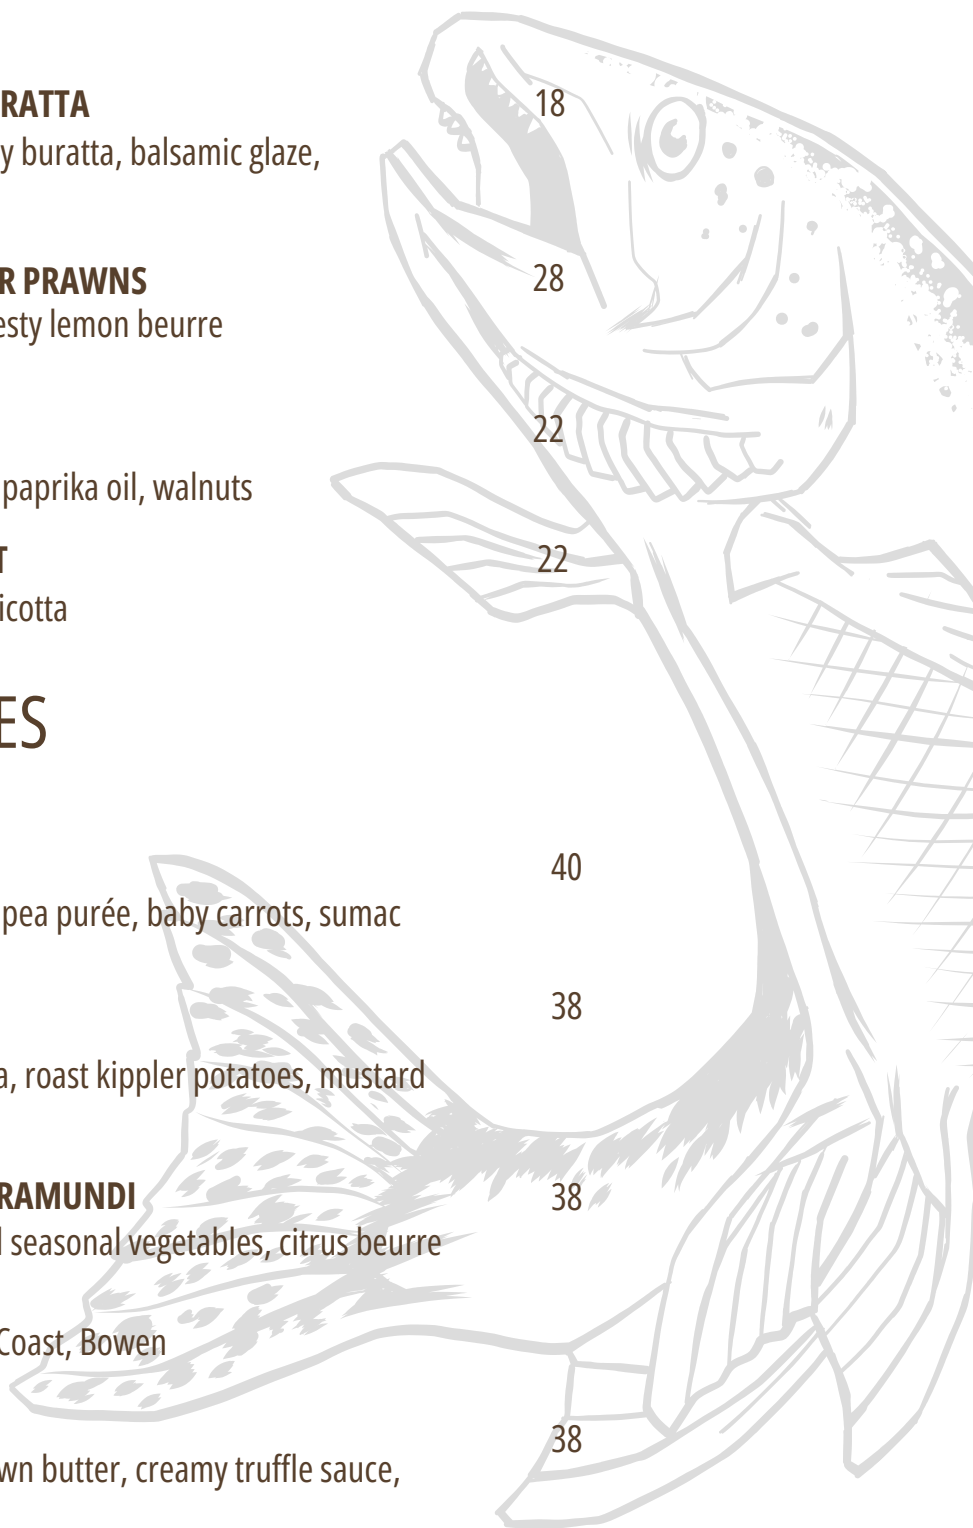 RATTA 18
y buratta, balsamic glaze,
R PRAWNS 28
esty lemon beurre
22
paprika oil, walnuts
T 22
icotta
ES
40
pea purée, baby carrots, sumac
38
a, roast kippler potatoes, mustard
RAMUNDI 38
l seasonal vegetables, citrus beurre
Coast, Bowen
38
wn butter, creamy truffle sauce,